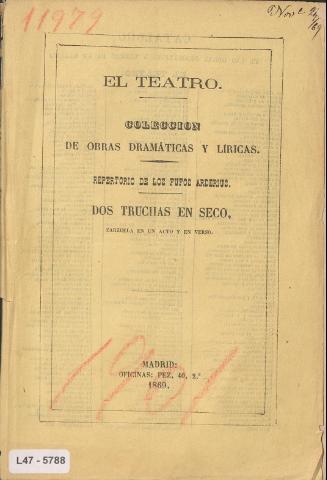 11979
EL TEATRO.
COLECCION
DE OBRAS DRAMÁTICAS Y LÍRICAS.
REPERTORIO DE LOS BUFOS ARDERIUS.
DOS TRUCHAS EN SECO,
ZARZUELA EN UN ACTO Y EN VERSO.
MADRID:
OFICINAS: PEZ, 40, 2.º
1869.
L47 - 5788